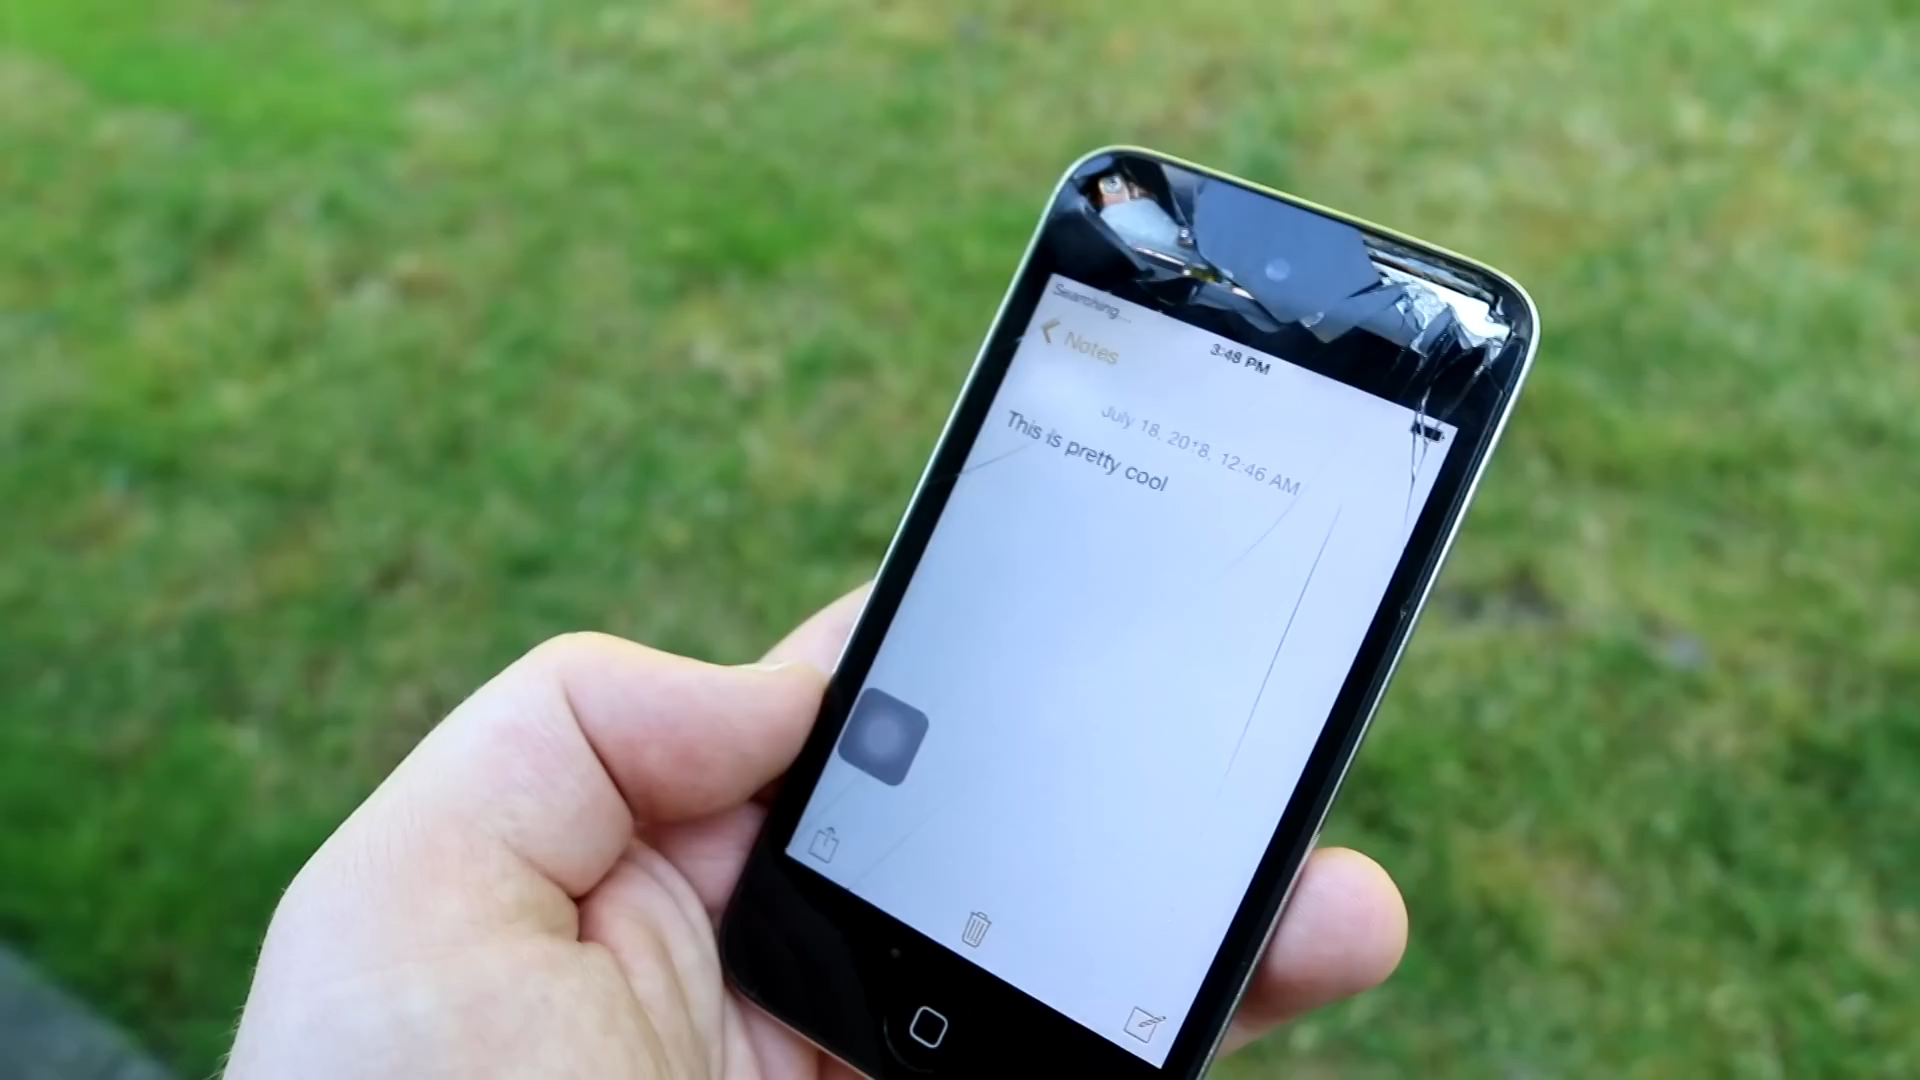 Searching...
3:48 PM
Notes
July 18, 2018, 12:46 AM
This is pretty cool